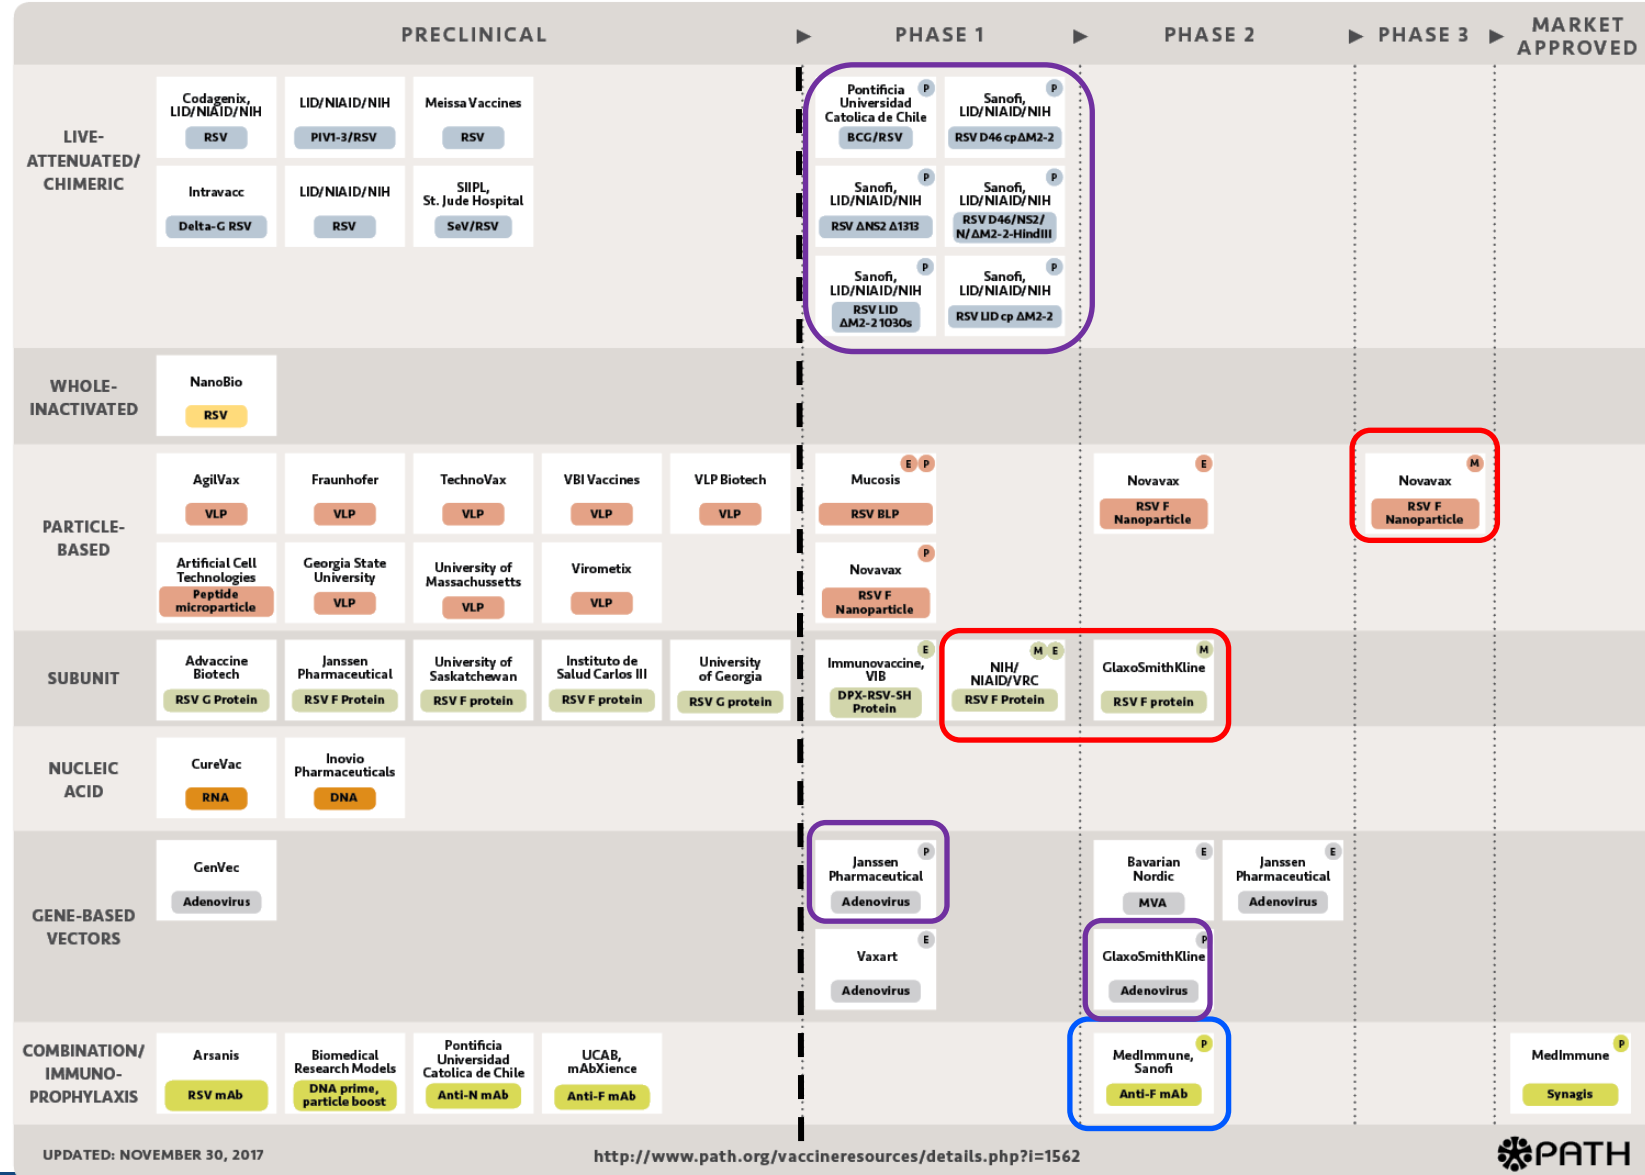 PRECLINICAL ▶ PHASE 1 ▶ PHASE 2 ▶ PHASE 3 ▶ MARKET
APPROVED
LIVE-
ATTENUATED/
CHIMERIC
Codagenix,
LID/NIAID/NIH
RSV
LID/NIAID/NIH
PIV1-3/RSV
Meissa Vaccines
RSV
Intravacc
Delta-G RSV
LID/NIAID/NIH
RSV
SIIPL,
St. Jude Hospital
SeV/RSV
P
Pontificia
Universidad
Catolica de Chile
BCG/RSV
P
Sanofi,
LID/NIAID/NIH
RSV D46 cpΔM2-2
P
Sanofi,
LID/NIAID/NIH
RSV ΔNS2 Δ1313
P
Sanofi,
LID/NIAID/NIH
RSV D46/NS2/
N/ΔM2-2-HindIII
P
Sanofi,
LID/NIAID/NIH
RSV LID
ΔM2-2 1030s
P
Sanofi,
LID/NIAID/NIH
RSV LID cp ΔM2-2
WHOLE-
INACTIVATED
NanoBio
RSV
PARTICLE-
BASED
AgilVax
VLP
Fraunhofer
VLP
TechnoVax
VLP
VBI Vaccines
VLP
VLP Biotech
VLP
Artificial Cell
Technologies
Peptide
microparticle
Georgia State
University
VLP
University of
Massachussetts
VLP
Virometix
VLP
E P
Mucosis
RSV BLP
P
Novavax
RSV F
Nanoparticle
E
Novavax
RSV F
Nanoparticle
M
Novavax
RSV F
Nanoparticle
SUBUNIT
Advaccine
Biotech
RSV G Protein
Janssen
Pharmaceutical
RSV F Protein
University of
Saskatchewan
RSV F protein
Instituto de
Salud Carlos III
RSV F protein
University
of Georgia
RSV G protein
E
Immunovaccine,
VIB
DPX-RSV-SH
Protein
M E
NIH/
NIAID/VRC
RSV F Protein
M
GlaxoSmithKline
RSV F protein
NUCLEIC
ACID
CureVac
RNA
Inovio
Pharmaceuticals
DNA
GENE-BASED
VECTORS
GenVec
Adenovirus
P
Janssen
Pharmaceutical
Adenovirus
E
Vaxart
Adenovirus
E
Bavarian
Nordic
MVA
E
Janssen
Pharmaceutical
Adenovirus
P
GlaxoSmithKline
Adenovirus
COMBINATION/
IMMUNO-
PROPHYLAXIS
Arsanis
RSV mAb
Biomedical
Research Models
DNA prime,
particle boost
Pontificia
Universidad
Catolica de Chile
Anti-N mAb
UCAB,
mAbXience
Anti-F mAb
P
MedImmune,
Sanofi
Anti-F mAb
P
MedImmune
Synagis
UPDATED: NOVEMBER 30, 2017
http://www.path.org/vaccineresources/details.php?i=1562
PATH